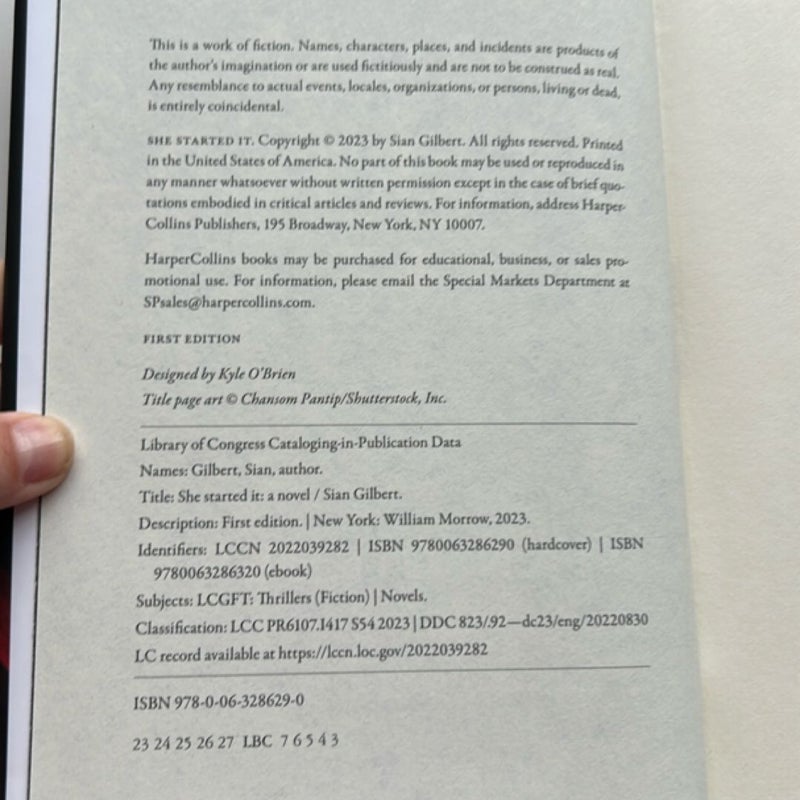 This is a work of fiction. Names, characters, places, and incidents are products of
the author's imagination or are used fictitiously and are not to be construed as real.
Any resemblance to actual events, locales, organizations, or persons, living or dead,
is entirely coincidental.
SHE STARTED IT. Copyright © 2023 by Sian Gilbert. All rights reserved. Printed
in the United States of America. No part of this book may be used or reproduced in
any manner whatsoever without written permission except in the case of brief quo-
tations embodied in critical articles and reviews. For information, address Harper-
Collins Publishers, 195 Broadway, New York, NY 10007.
HarperCollins books may be purchased for educational, business, or sales pro-
motional use. For information, please email the Special Markets Department at
SPsales@harpercollins.com.
FIRST EDITION
Designed by Kyle O'Brien
Title page art © Chansom Pantip/Shutterstock, Inc.
Library of Congress Cataloging-in-Publication Data
Names: Gilbert, Sian, author.
Title: She started it: a novel / Sian Gilbert.
Description: First edition. | New York: William Morrow, 2023.
Identifiers: LCCN 2022039282 | ISBN 9780063286290 (hardcover) | ISBN
9780063286320 (ebook)
Subjects: LCGFT: Thrillers (Fiction) | Novels.
Classification: LCC PR6107.I417 S54 2023 | DDC 823/.92—dc23/eng/20220830
LC record available at https://lccn.loc.gov/2022039282
ISBN 978-0-06-328629-0
23 24 25 26 27 LBC 7 6 5 4 3